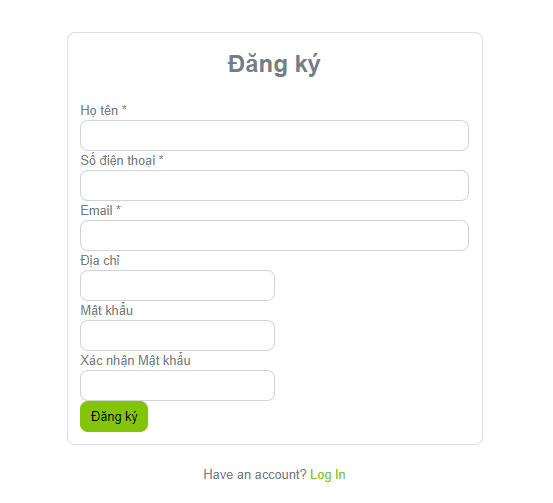 Đăng ký
Họ tên *
Số điện thoại *
Email *
Địa chỉ
Mật khẩu
Xác nhận Mật khẩu
Đăng ký
Have an account? Log In